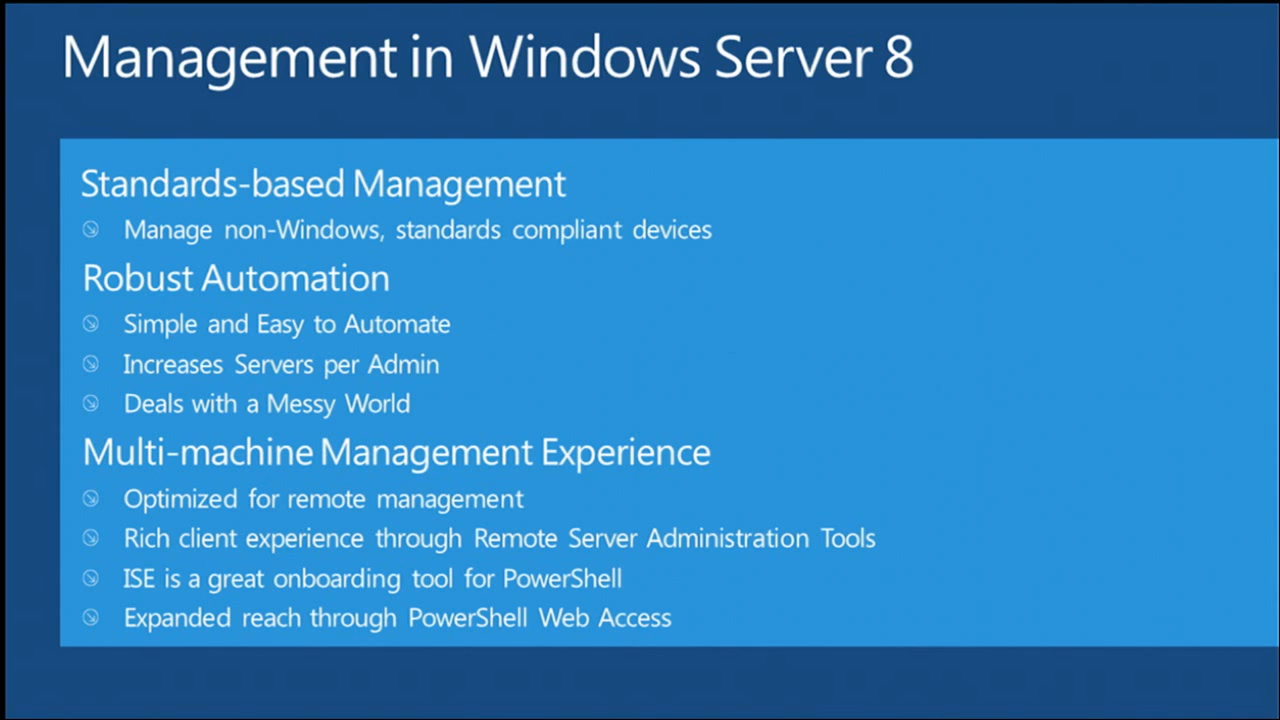 Management in Windows Server 8
Standards-based Management
Manage non-Windows, standards compliant devices
Robust Automation
Simple and Easy to Automate
Increases Servers per Admin
Deals with a Messy World
Multi-machine Management Experience
Optimized for remote management
Rich client experience through Remote Server Administration Tools
ISE is a great onboarding tool for PowerShell
Expanded reach through PowerShell Web Access